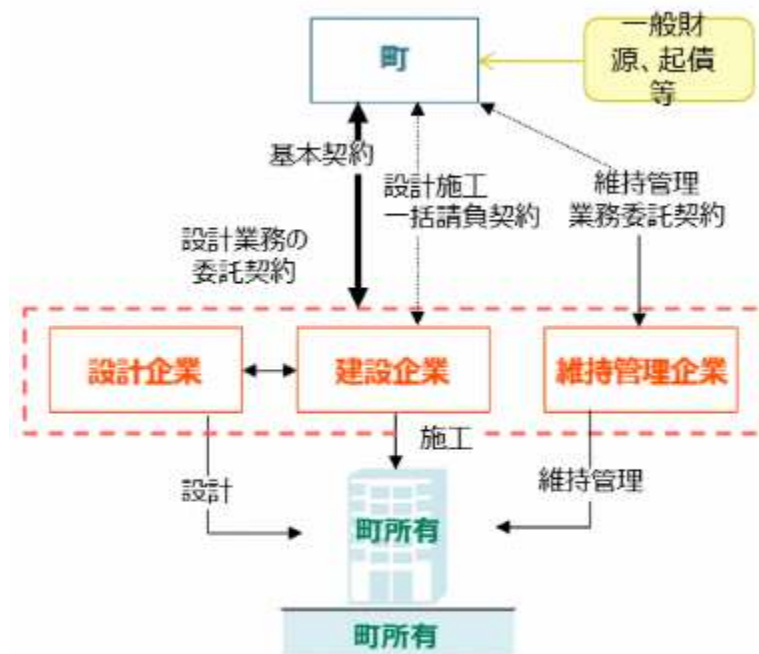 町
一般財
源、起債
等
基本契約
設計施工
一括請負契約
維持管理
業務委託契約
設計業務の
委託契約
設計企業
建設企業
維持管理企業
施工
設計
維持管理
町所有
町所有